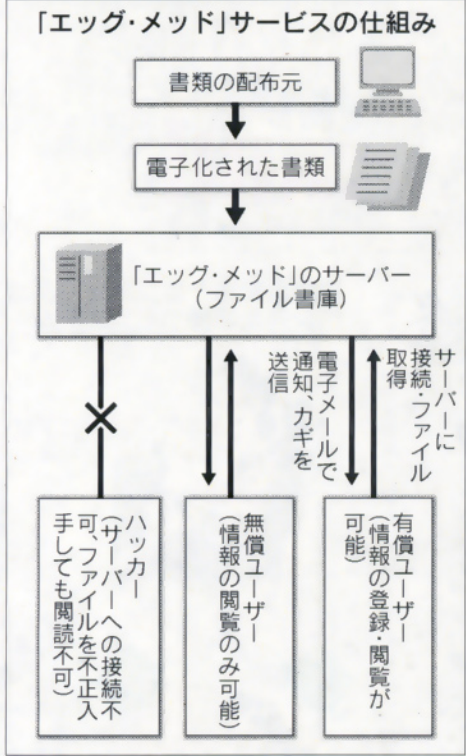 「エッグ・メッド」サービスの仕組み
書類の配布元
電子化された書類
「エッグ・メッド」のサーバー
(ファイル書庫)
サーバーに
接続・ファイル
取得
電子メールで
通知、カギを
送信
ハッカー
(サーバーへの接続不
可、ファイルを不正入
手しても閲読不可)
無償ユーザー
(情報の閲覧のみ可能)
有償ユーザー
(情報の登録・閲覧が
可能)